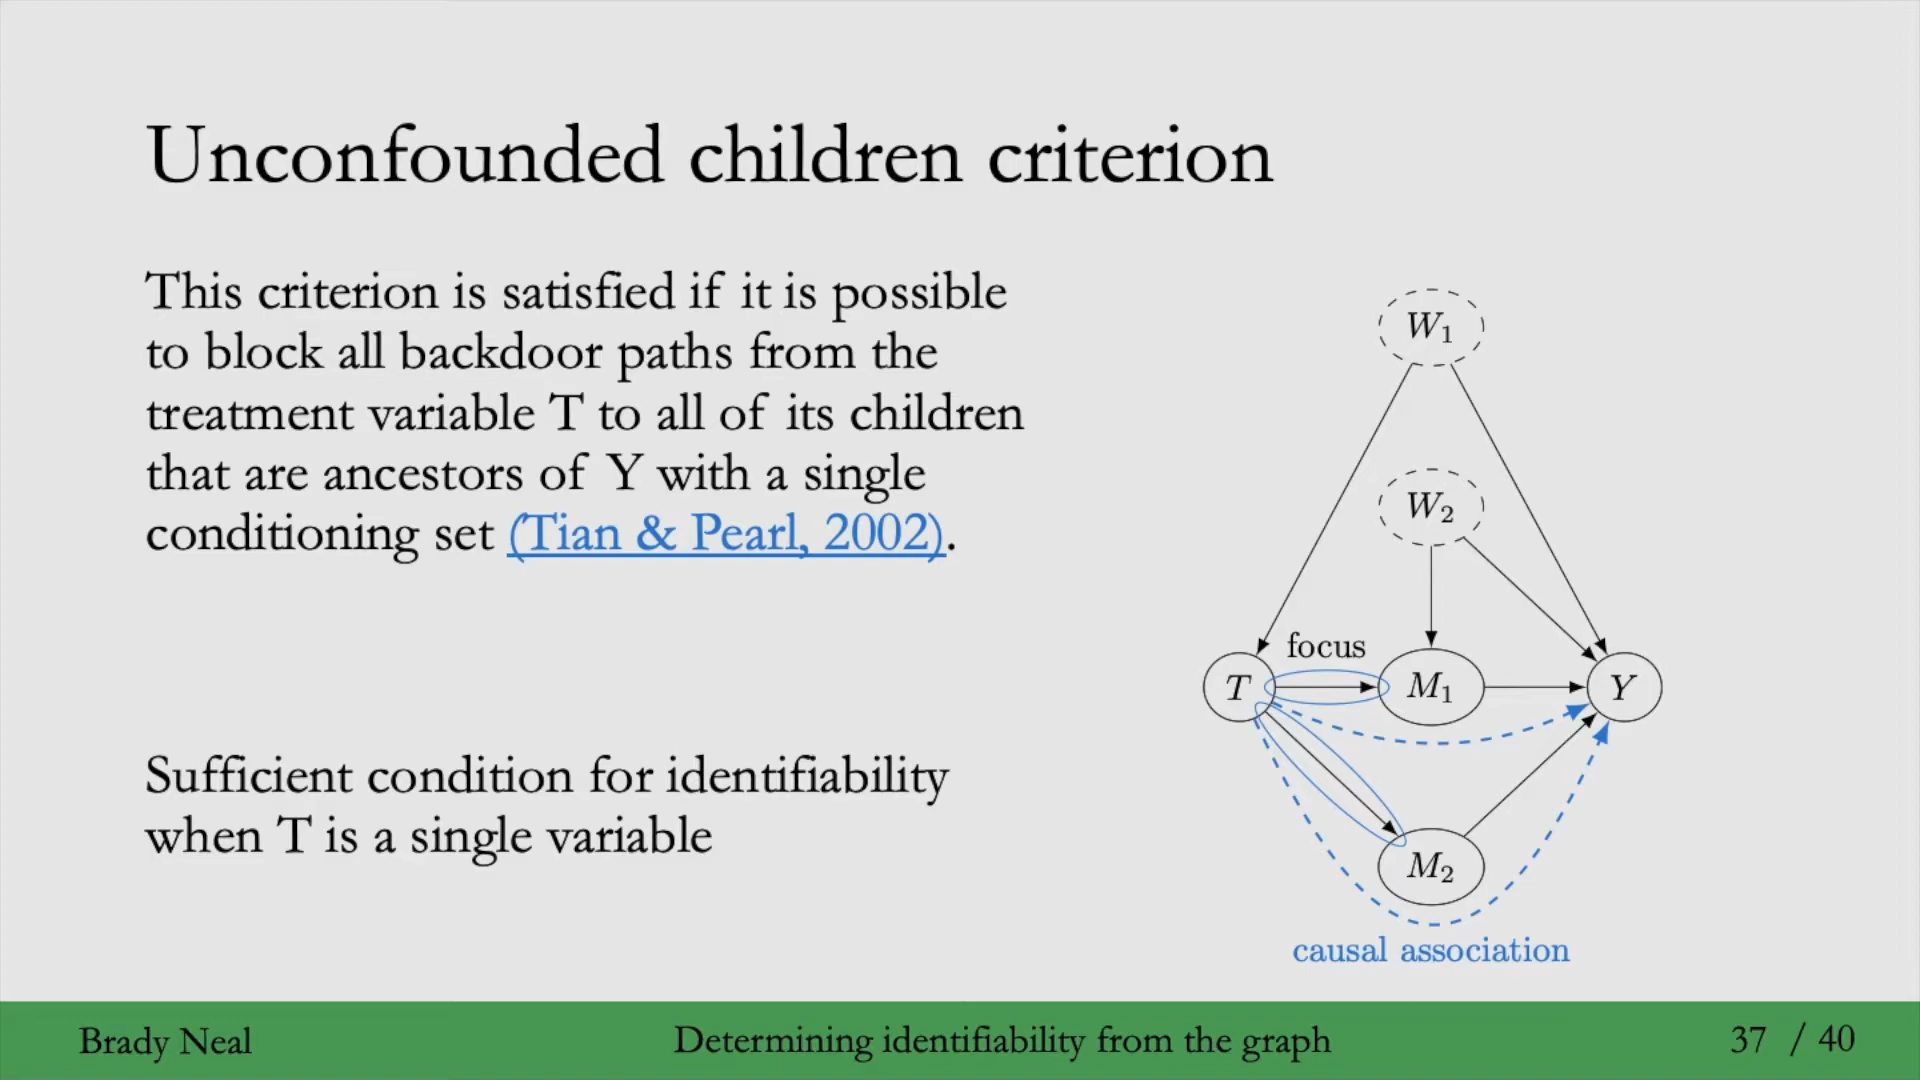 Unconfounded children criterion
This criterion is satisfied if it is possible
to block all backdoor paths from the
treatment variable T to all of its children
that are ancestors of Y with a single
conditioning set (Tian & Pearl, 2002).
Sufficient condition for identifiability
when T is a single variable
W₁
W₂
focus
T
M₁
Y
M₂
causal association
Brady Neal
Determining identifiability from the graph
37 / 40